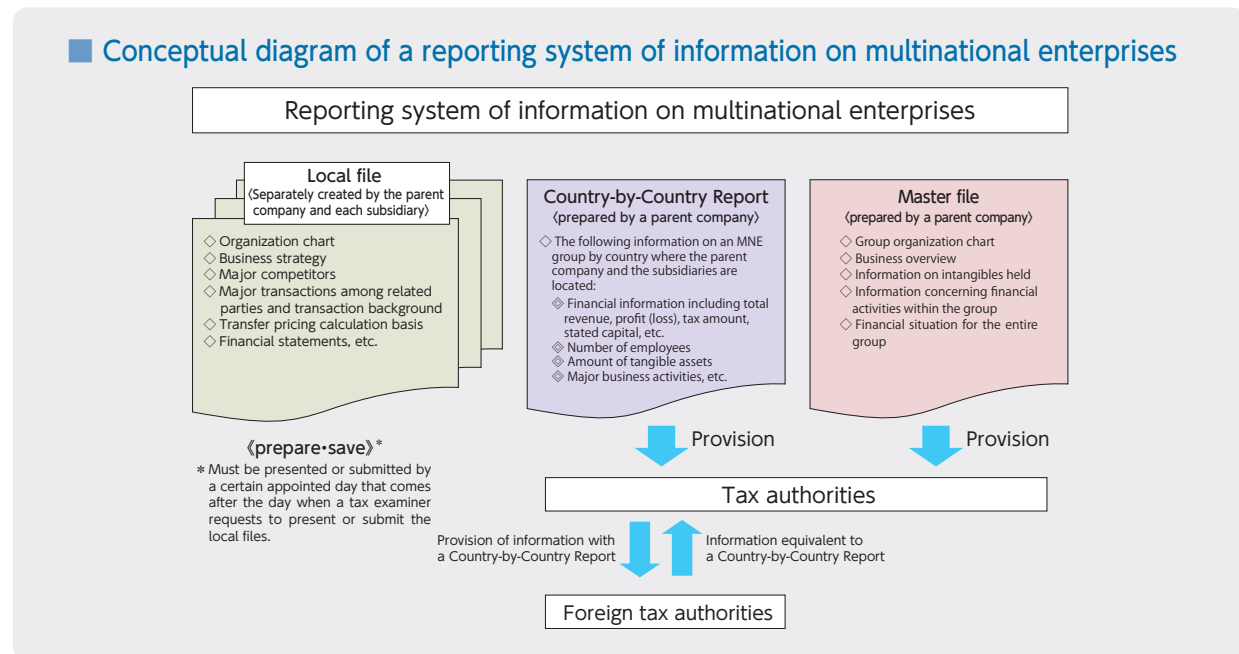 ■ Conceptual diagram of a reporting system of information on multinational enterprises
Reporting system of information on multinational enterprises
Local file
〈Separately created by the parent
company and each subsidiary〉
◇ Organization chart
◇ Business strategy
◇ Major competitors
◇ Major transactions among related
parties and transaction background
◇ Transfer pricing calculation basis
◇ Financial statements, etc.
《prepare・save》*
* Must be presented or submitted by
a certain appointed day that comes
after the day when a tax examiner
requests to present or submit the
local files.
Country-by-Country Report
〈prepared by a parent company〉
◇ The following information on an MNE
group by country where the parent
company and the subsidiaries are
located:
◈ Financial information including total
revenue, profit (loss), tax amount,
stated capital, etc.
◈ Number of employees
◈ Amount of tangible assets
◈ Major business activities, etc.
Master file
〈prepared by a parent company〉
◇ Group organization chart
◇ Business overview
◇ Information on intangibles held
◇ Information concerning financial
activities within the group
◇ Financial situation for the entire
group
Provision
Provision
Tax authorities
Provision of information with
a Country-by-Country Report
Information equivalent to
a Country-by-Country Report
Foreign tax authorities